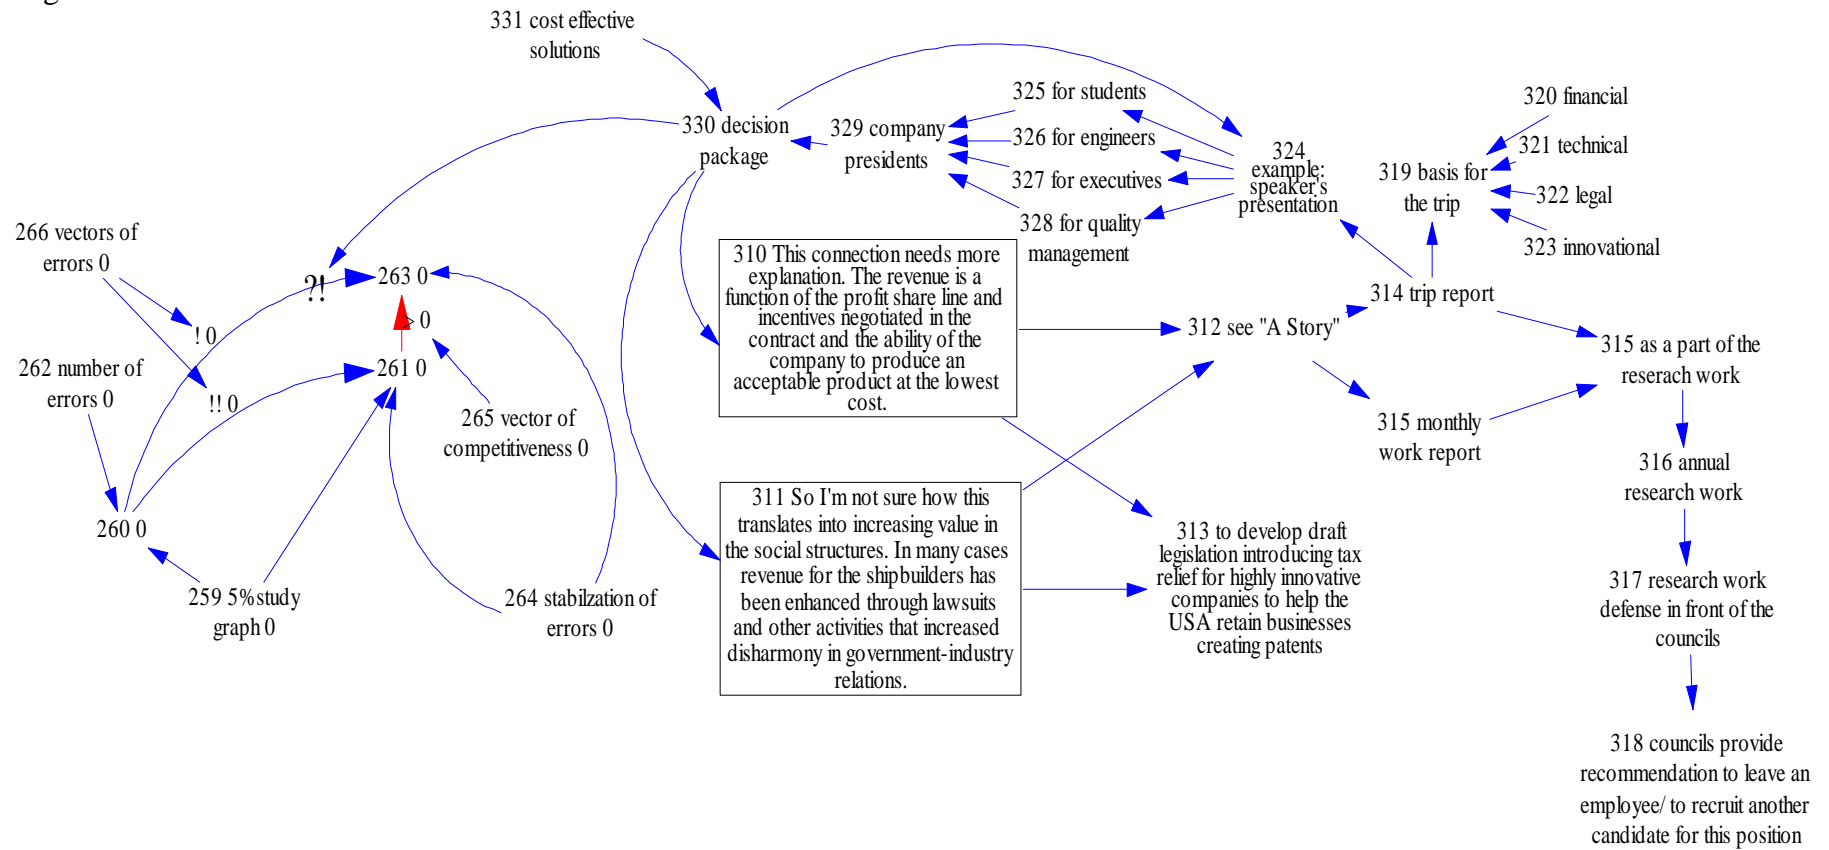 331 cost effective
solutions
330 decision
package
329 company
presidents
325 for students
326 for engineers
327 for executives
328 for quality
management
324
example:
speaker's
presentation
319 basis for
the trip
320 financial
321 technical
322 legal
323 innovational
266 vectors of
errors 0
?!
263 0
! 0
> 0
262 number of
errors 0
261 0
!! 0
265 vector of
competitiveness 0
260 0
259 5%study
graph 0
264 stabilzation of
errors 0
310 This connection needs more
explanation. The revenue is a
function of the profit share line and
incentives negotiated in the
contract and the ability of the
company to produce an
acceptable product at the lowest
cost.
311 So I'm not sure how this
translates into increasing value in
the social structures. In many cases
revenue for the shipbuilders has
been enhanced through lawsuits
and other activities that increased
disharmony in government-industry
relations.
312 see "A Story"
314 trip report
315 as a part of the
reserach work
315 monthly
work report
316 annual
research work
313 to develop draft
legislation introducing tax
relief for highly innovative
companies to help the
USA retain businesses
creating patents
317 research work
defense in front of the
councils
318 councils provide
recommendation to leave an
employee/ to recruit another
candidate for this position